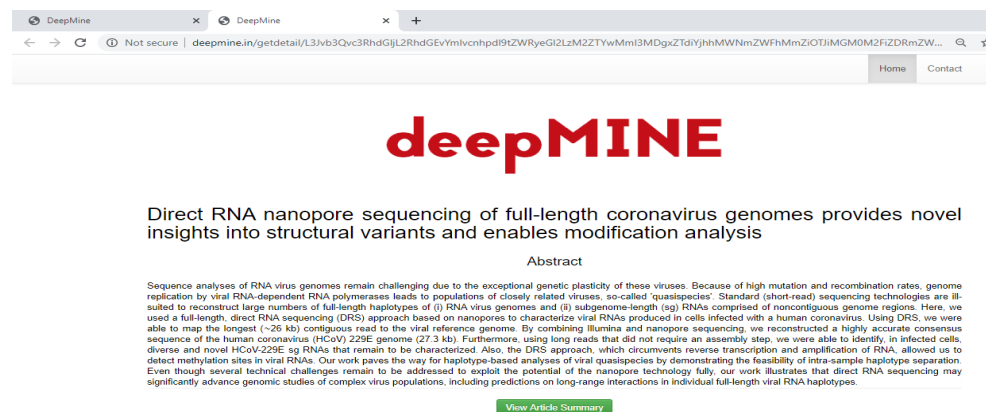 DeepMine × DeepMine × +
Not secure | deepmine.in/getdetail/L3Jvb3Qvc3RhdGljL2RhdGEvYmlvcnhpdl9tZWRyeGl2LzM2ZTYwMmI3MDgxZTdiYjhhMWNmZWFhMmZiOTJiMGM0M2FiZDRmZW...
Home Contact
deepMINE
Direct RNA nanopore sequencing of full-length coronavirus genomes provides novel
insights into structural variants and enables modification analysis
Abstract
Sequence analyses of RNA virus genomes remain challenging due to the exceptional genetic plasticity of these viruses. Because of high mutation and recombination rates, genome
replication by viral RNA-dependent RNA polymerases leads to populations of closely related viruses, so-called 'quasispecies'. Standard (short-read) sequencing technologies are ill-
suited to reconstruct large numbers of full-length haplotypes of (i) RNA virus genomes and (ii) subgenome-length (sg) RNAs comprised of noncontiguous genome regions. Here, we
used a full-length, direct RNA sequencing (DRS) approach based on nanopores to characterize viral RNAs produced in cells infected with a human coronavirus. Using DRS, we were
able to map the longest (~26 kb) contiguous read to the viral reference genome. By combining Illumina and nanopore sequencing, we reconstructed a highly accurate consensus
sequence of the human coronavirus (HCoV) 229E genome (27.3 kb). Furthermore, using long reads that did not require an assembly step, we were able to identify, in infected cells,
diverse and novel HCoV-229E sg RNAs that remain to be characterized. Also, the DRS approach, which circumvents reverse transcription and amplification of RNA, allowed us to
detect methylation sites in viral RNAs. Our work paves the way for haplotype-based analyses of viral quasispecies by demonstrating the feasibility of intra-sample haplotype separation.
Even though several technical challenges remain to be addressed to exploit the potential of the nanopore technology fully, our work illustrates that direct RNA sequencing may
significantly advance genomic studies of complex virus populations, including predictions on long-range interactions in individual full-length viral RNA haplotypes.
View Article Summary